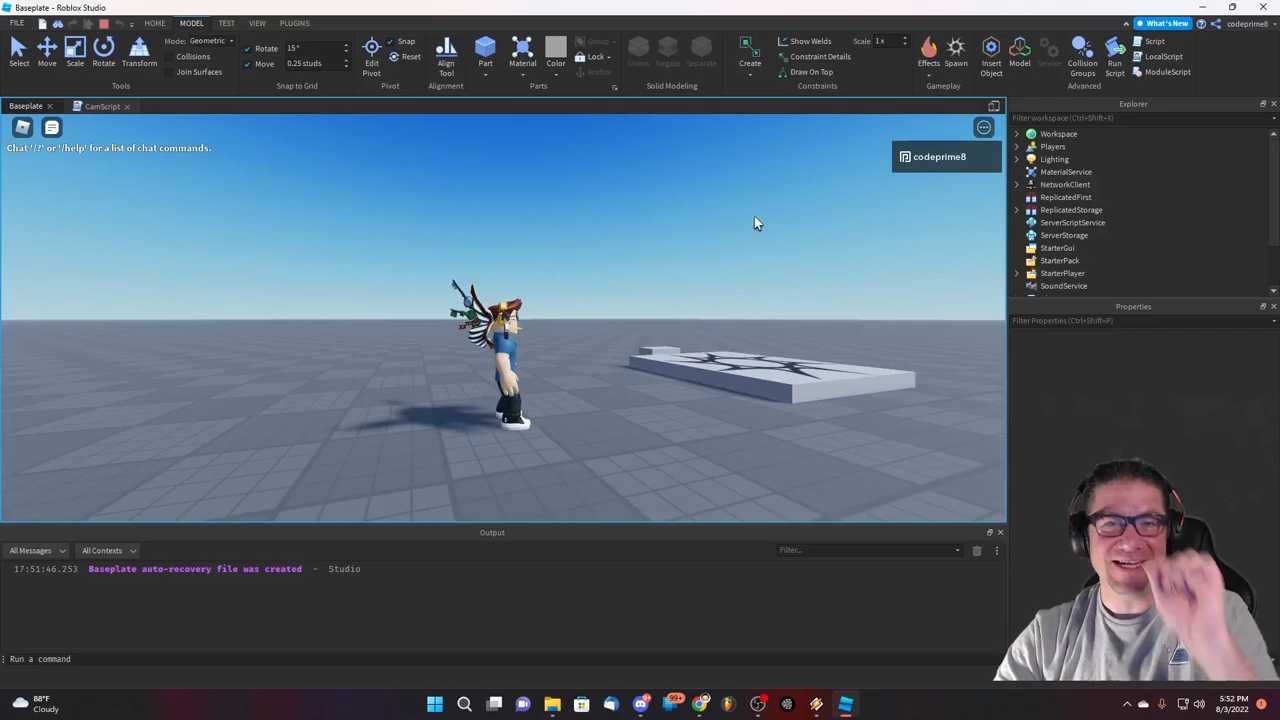 Baseplate - Roblox Studio
FILE HOME MODEL TEST VIEW PLUGINS What's New codeprime8
Select Move Scale Rotate Transform
Mode: Geometric
Collisions
Join Surfaces
Tools
Rotate 15 °
Move 0.25 studs
Snap to Grid
Edit Pivot
Snap
Reset
Pivot
Align Tool
Alignment
Part Material Color
Group
Lock
Anchor
Parts
Union Negate Separate
Solid Modeling
Create
Show Welds
Constraint Details
Draw On Top
Scale 1 x
Constraints
Effects Spawn
Gameplay
Insert Object Model Service Collision Groups Run Script
Script
LocalScript
ModuleScript
Advanced
Baseplate CamScript
Chat '/?' or '/help' for a list of chat commands.
codeprime8
Explorer
Filter workspace (Ctrl+Shift+X)
Workspace
Players
Lighting
MaterialService
NetworkClient
ReplicatedFirst
ReplicatedStorage
ServerScriptService
ServerStorage
StarterGui
StarterPack
StarterPlayer
SoundService
Properties
Filter Properties (Ctrl+Shift+P)
Output
All Messages All Contexts Filter...
17:51:46.253 Baseplate auto-recovery file was created - Studio
Run a command
88°F
Cloudy
9+
99+
5:52 PM
8/3/2022
1